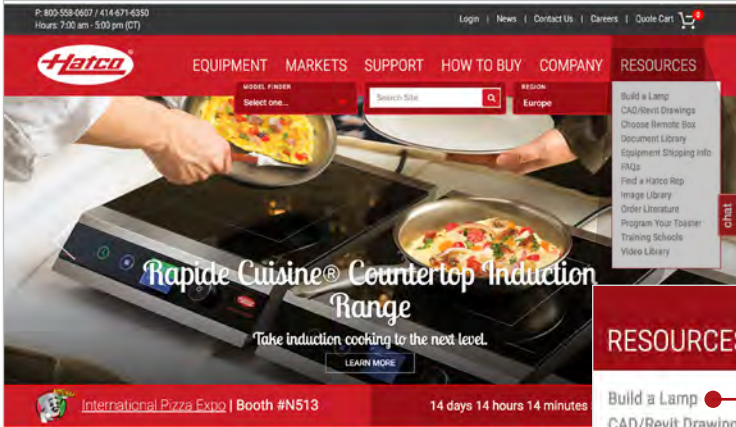 P: 800-558-0607 / 414-671-6350
Hours: 7:00 am - 5:00 pm (CT)
Login | News | Contact Us | Careers | Quote Cart 0
Hatco
EQUIPMENT MARKETS SUPPORT HOW TO BUY COMPANY RESOURCES
MODEL FINDER
Select one...
Search Site
REGION
Europe
Build a Lamp
CAD/Revit Drawings
Choose Remote Box
Document Library
Equipment Shipping Info
FAQs
Find a Hatco Rep
Image Library
Order Literature
Program Your Toaster
Training Schools
Video Library
chat
Rapide Cuisine® Countertop Induction
Range
Take induction cooking to the next level.
LEARN MORE
International Pizza Expo | Booth #N513
14 days 14 hours 14 minutes
RESOURCES
Build a Lamp
CAD/Revit Drawing